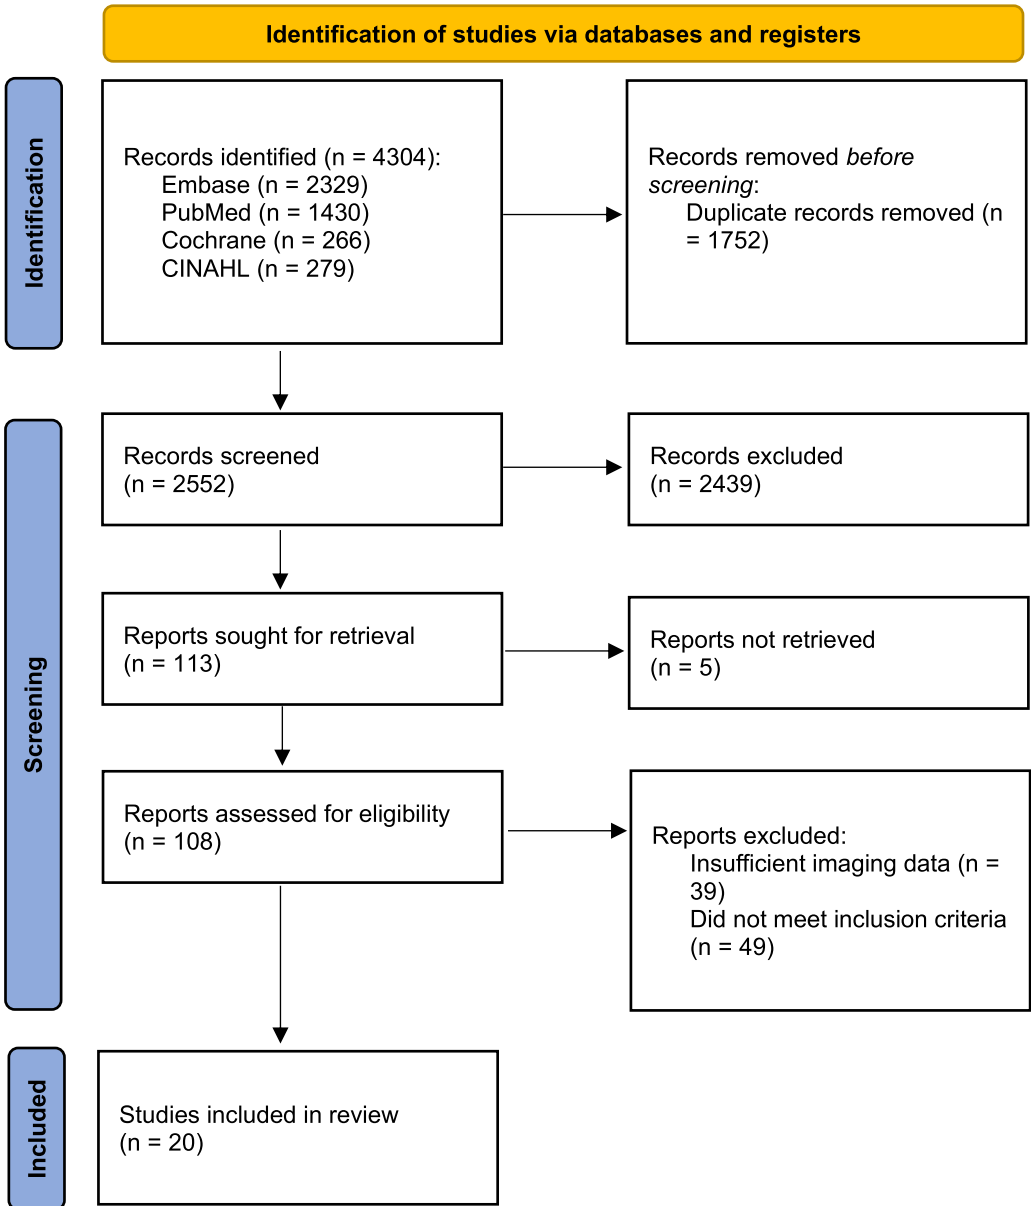 Identification of studies via databases and registers
Identification
Records identified (n = 4304):
Embase (n = 2329)
PubMed (n = 1430)
Cochrane (n = 266)
CINAHL (n = 279)
Records removed before
screening:
Duplicate records removed (n
= 1752)
Screening
Records screened
(n = 2552)
Records excluded
(n = 2439)
Reports sought for retrieval
(n = 113)
Reports not retrieved
(n = 5)
Reports assessed for eligibility
(n = 108)
Reports excluded:
Insufficient imaging data (n =
39)
Did not meet inclusion criteria
(n = 49)
Included
Studies included in review
(n = 20)